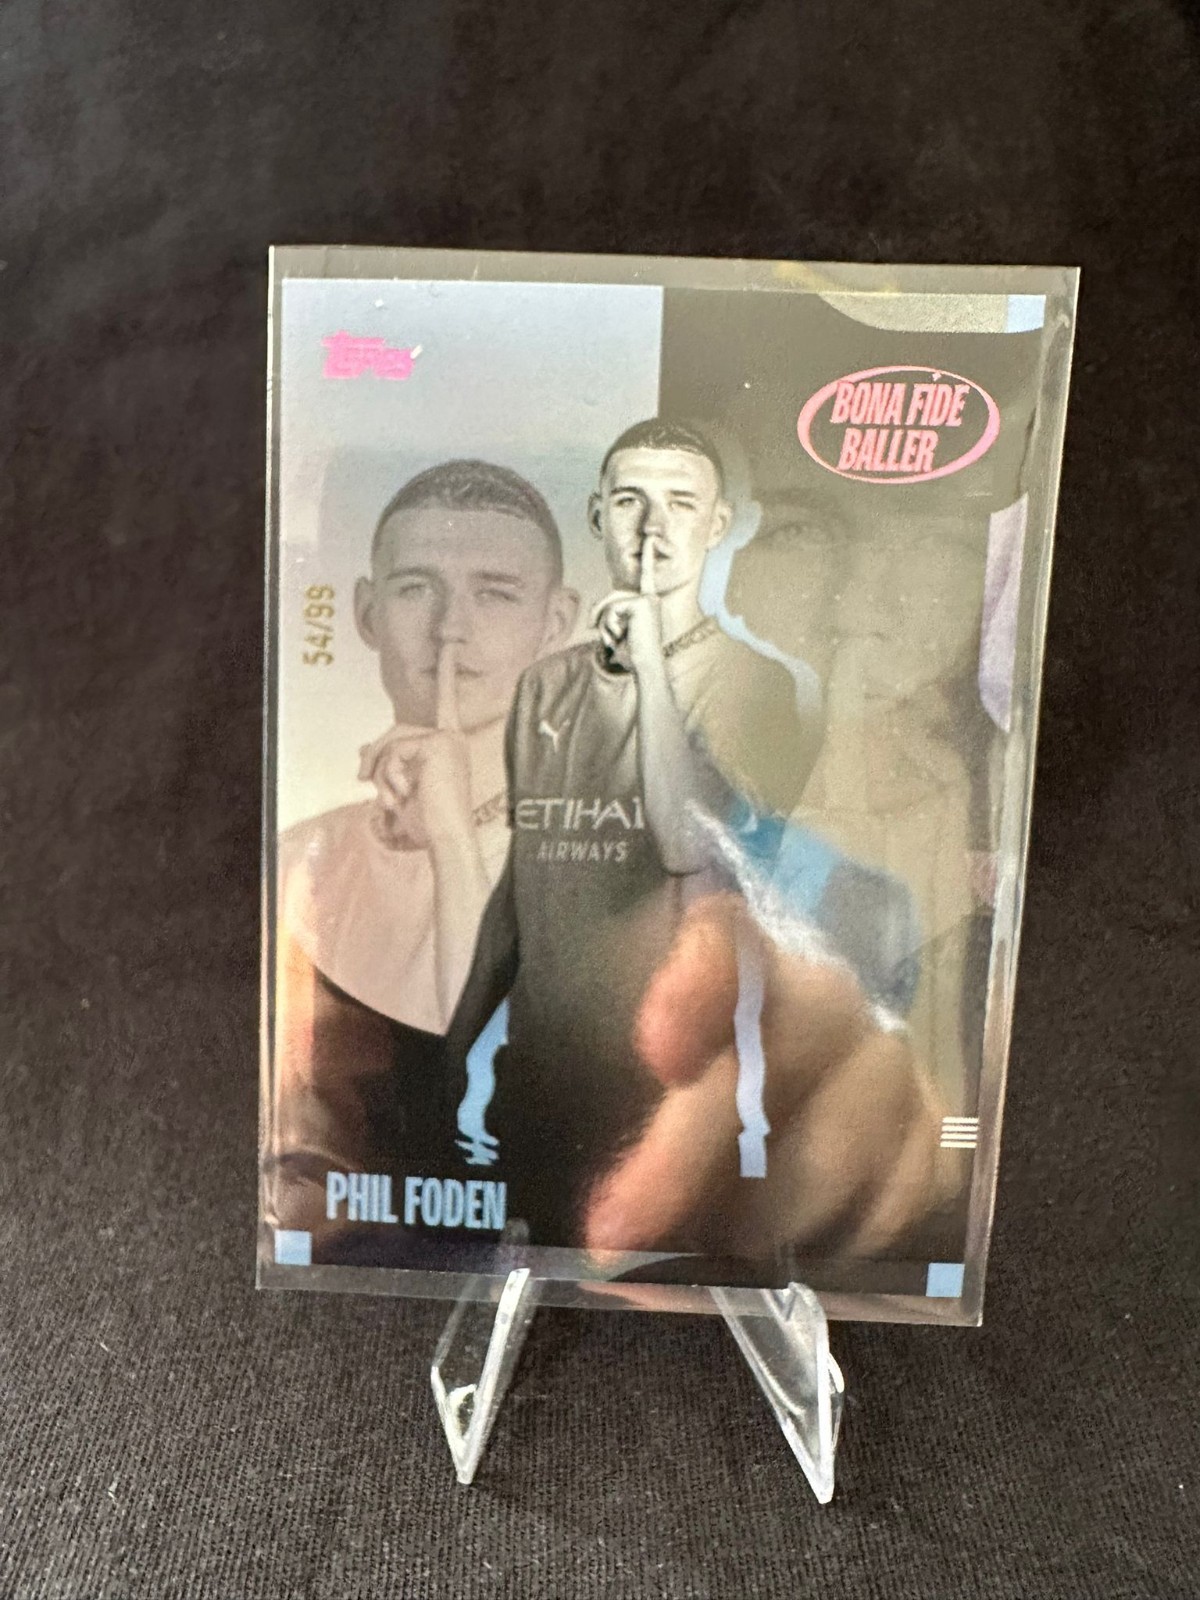 Topps
BONA FIDE
BALLER
54/99
ETIHAD
AIRWAYS
PHIL FODEN